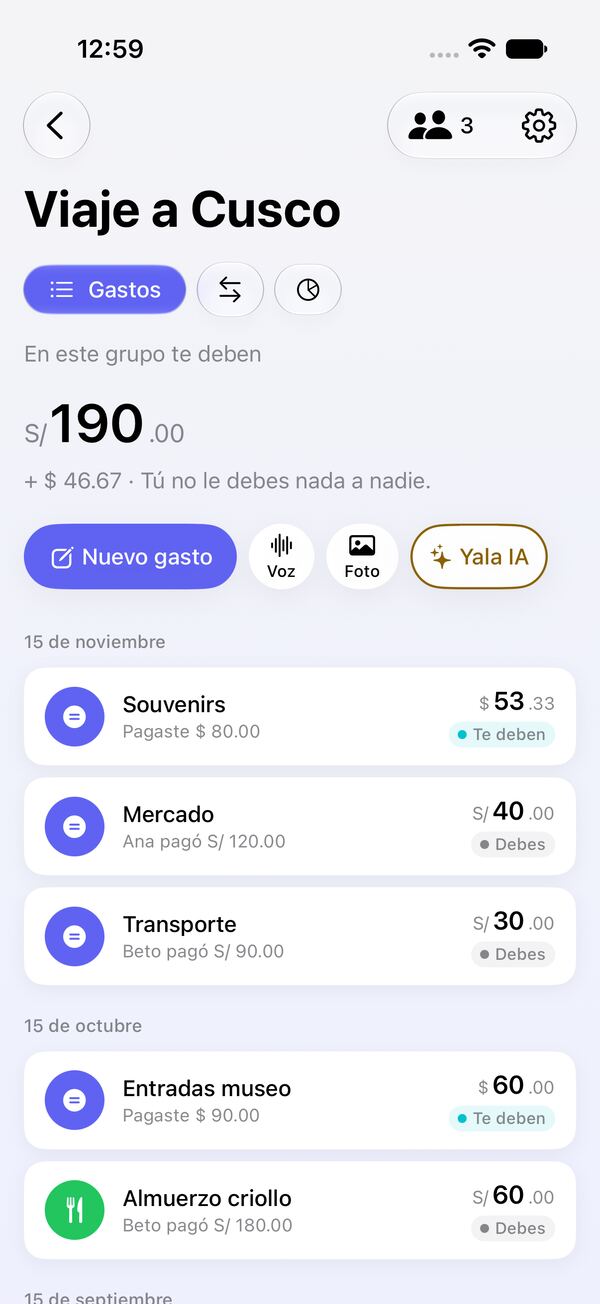 12:59
3
Viaje a Cusco
Gastos
En este grupo te deben
S/190.00
+ $ 46.67 · Tú no le debes nada a nadie.
Nuevo gasto
Voz
Foto
Yala IA
15 de noviembre
Souvenirs
$ 53.33
Pagaste $ 80.00
Te deben
Mercado
S/ 40.00
Ana pagó S/ 120.00
Debes
Transporte
S/ 30.00
Beto pagó S/ 90.00
Debes
15 de octubre
Entradas museo
$ 60.00
Pagaste $ 90.00
Te deben
Almuerzo criollo
S/ 60.00
Beto pagó S/ 180.00
Debes
15 de septiembre